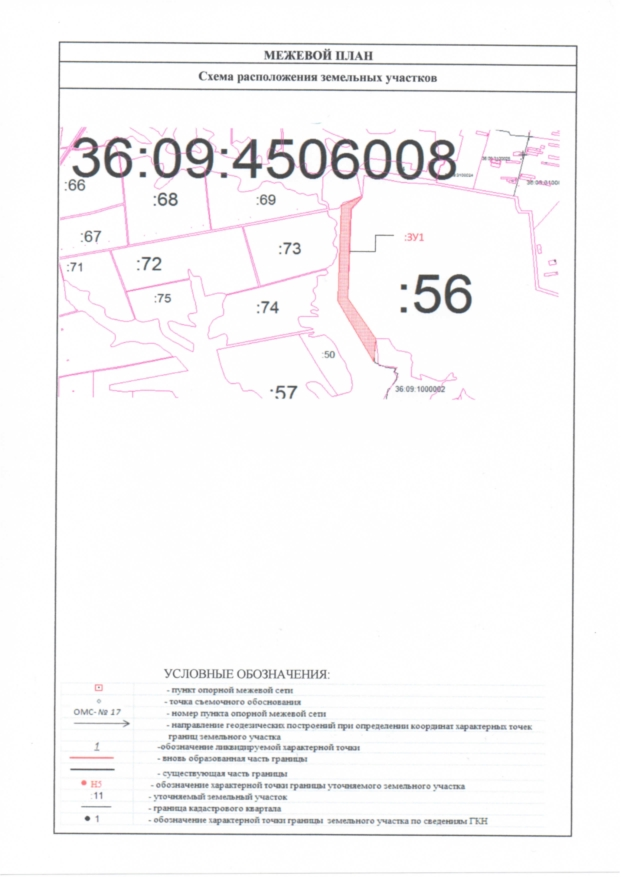 МЕЖЕВОЙ ПЛАН
Схема расположения земельных участков
36:09:4506008
:66
:68
:69
:67
:71
:72
:73
:ЗУ1
:75
:74
:56
:50
:57
36:09:1000002
УСЛОВНЫЕ ОБОЗНАЧЕНИЯ:
- пункт опорной межевой сети
- точка съемочного обоснования
ОМС-№ 17 - номер пункта опорной межевой сети
- направление геодезических построений при определении координат характерных точек
границ земельного участка
1 -обозначение ликвидируемой характерной точки
- вновь образованная часть границы
- существующая часть границы
Н5 - обозначение характерной точки границы уточняемого земельного участка
:11 - уточняемый земельный участок
- граница кадастрового квартала
1 - обозначение характерной точки границы земельного участка по сведениям ГКН